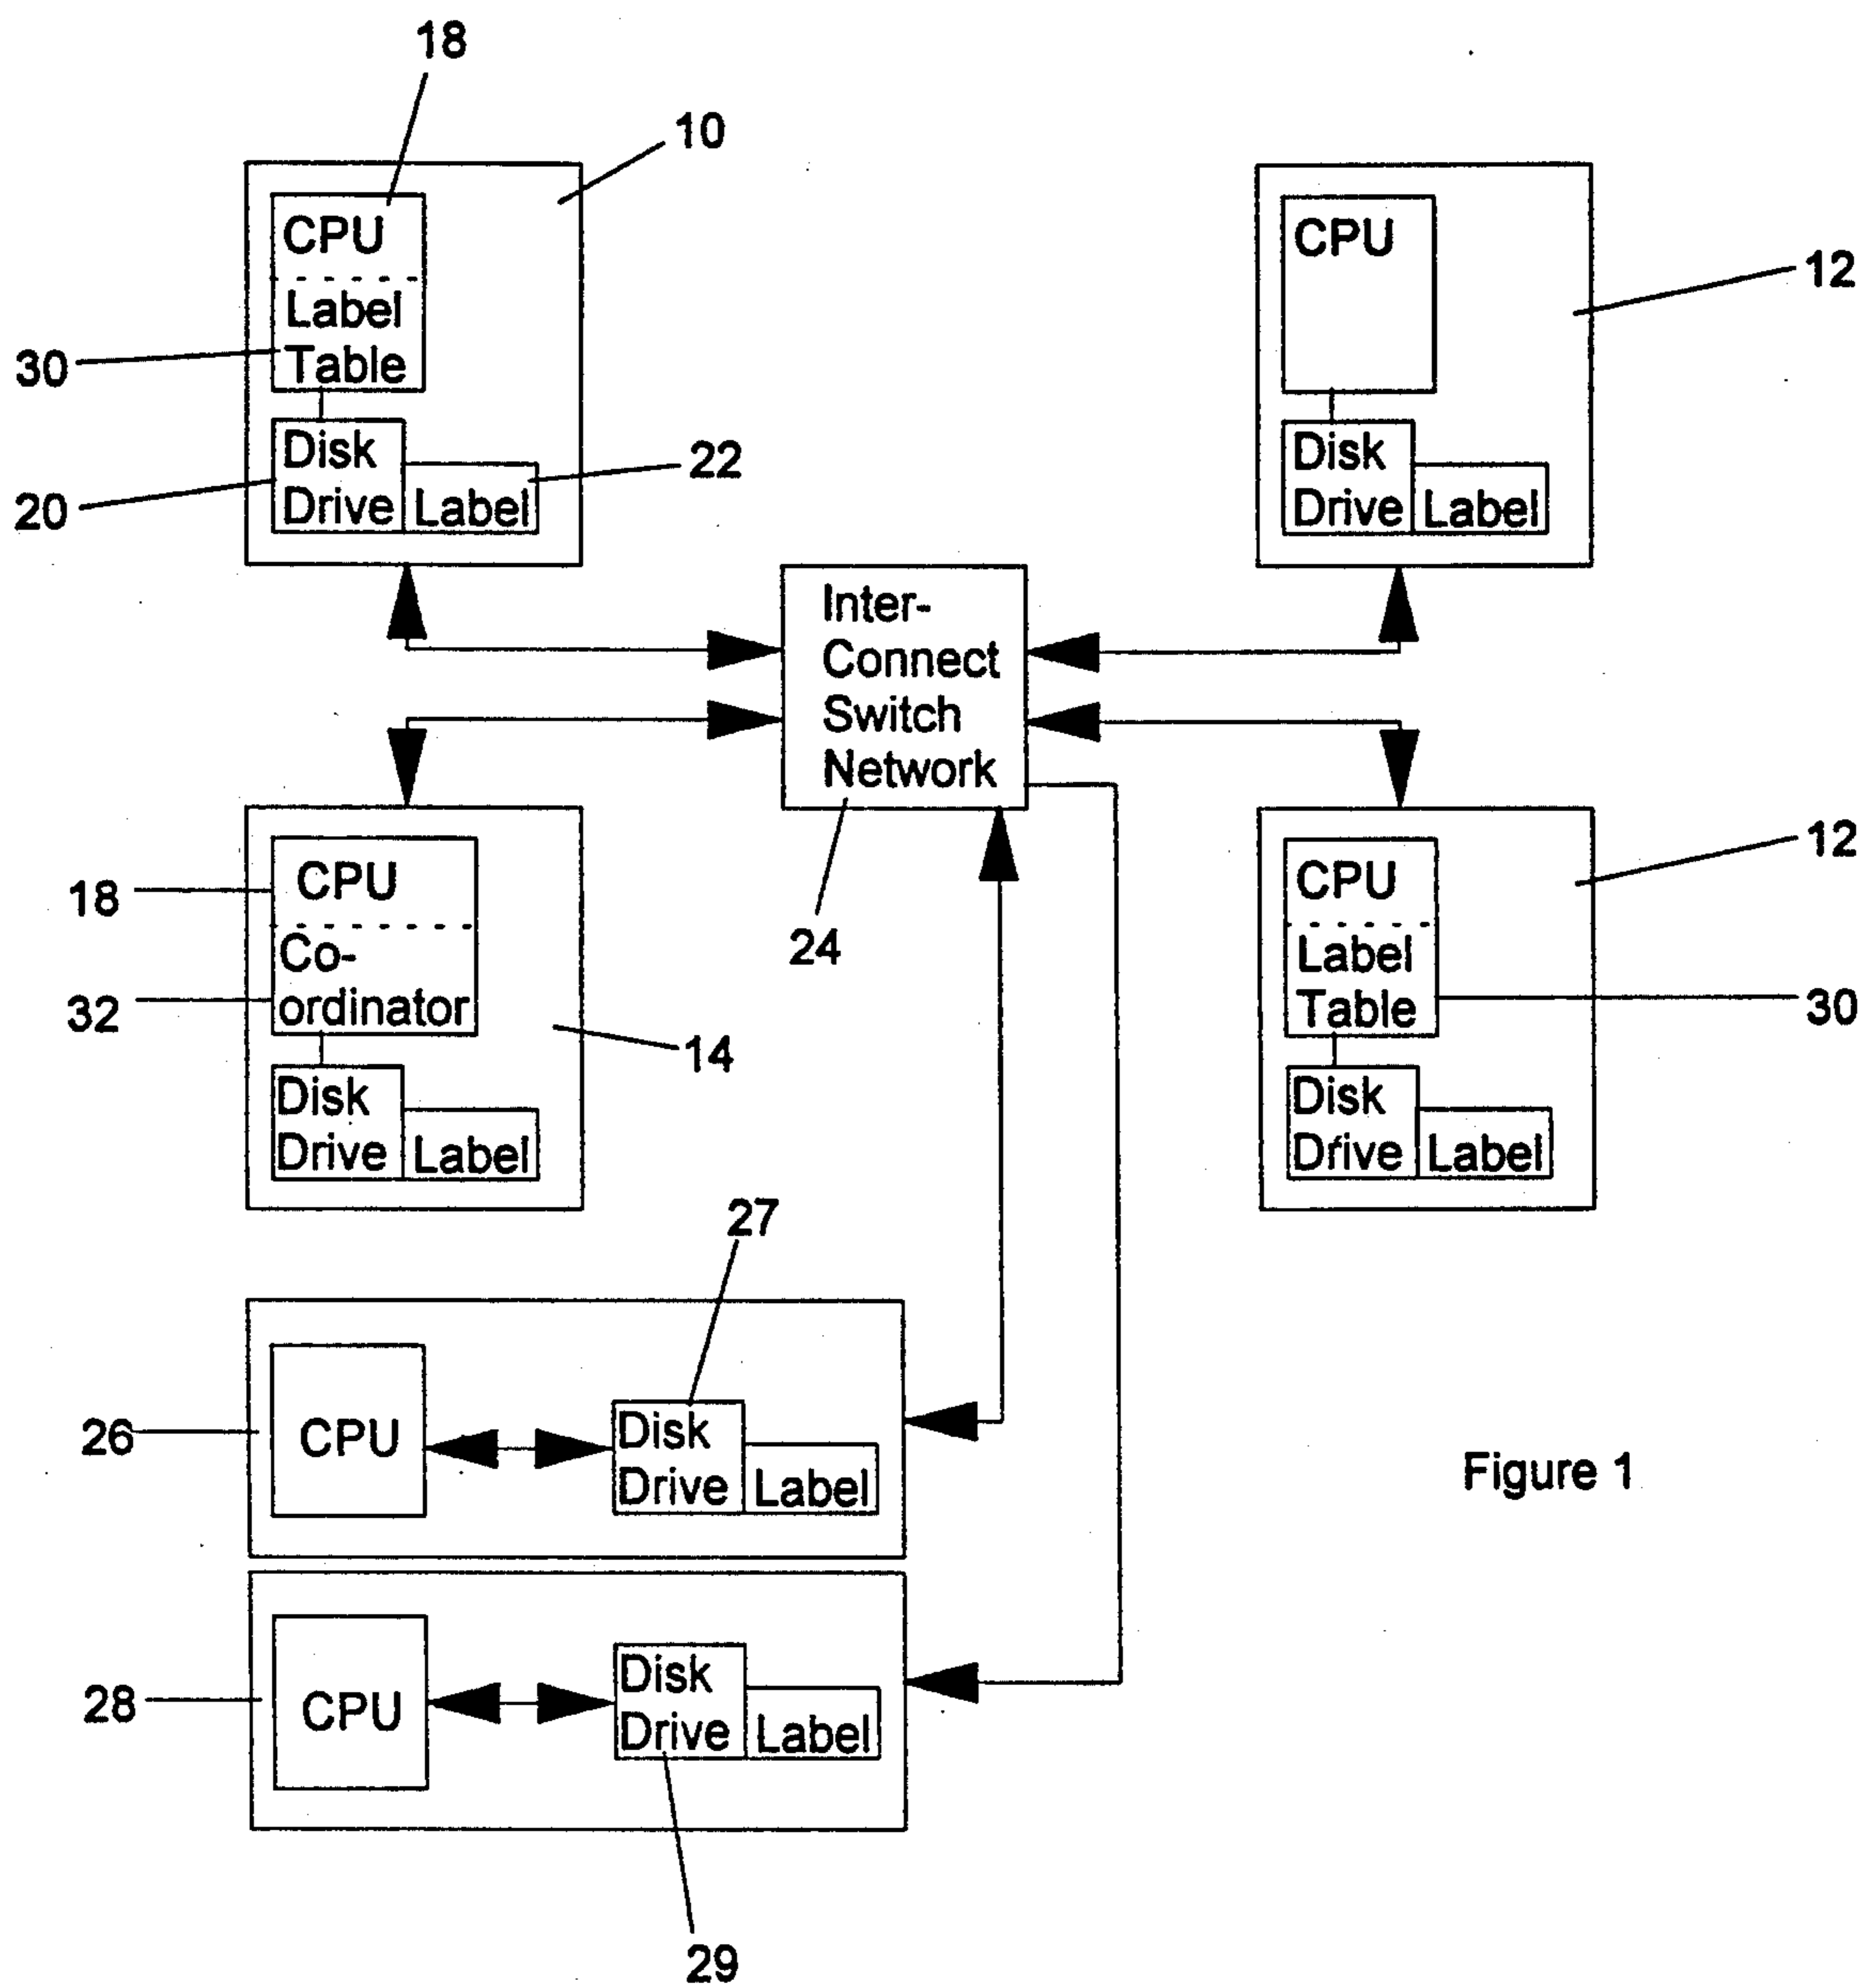 18
10
CPU
Label
Table
30
Disk
Drive
Label
20
22
CPU
12
Disk
Drive
Label
Inter-
Connect
Switch
Network
24
CPU
18
Co-
ordinator
32
14
Disk
Drive
Label
CPU
12
Label
Table
30
Disk
Drive
Label
27
26
CPU
Disk
Drive
Label
Figure 1
28
CPU
Disk
Drive
Label
29